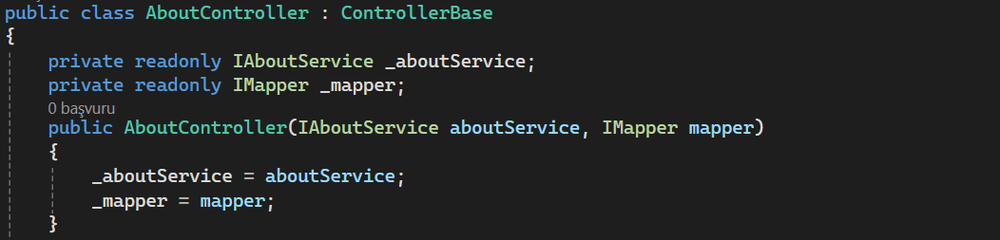 public class AboutController : ControllerBase
{
private readonly IAboutService _aboutService;
private readonly IMapper _mapper;
0 başvuru
public AboutController(IAboutService aboutService, IMapper mapper)
{
_aboutService = aboutService;
_mapper = mapper;
}